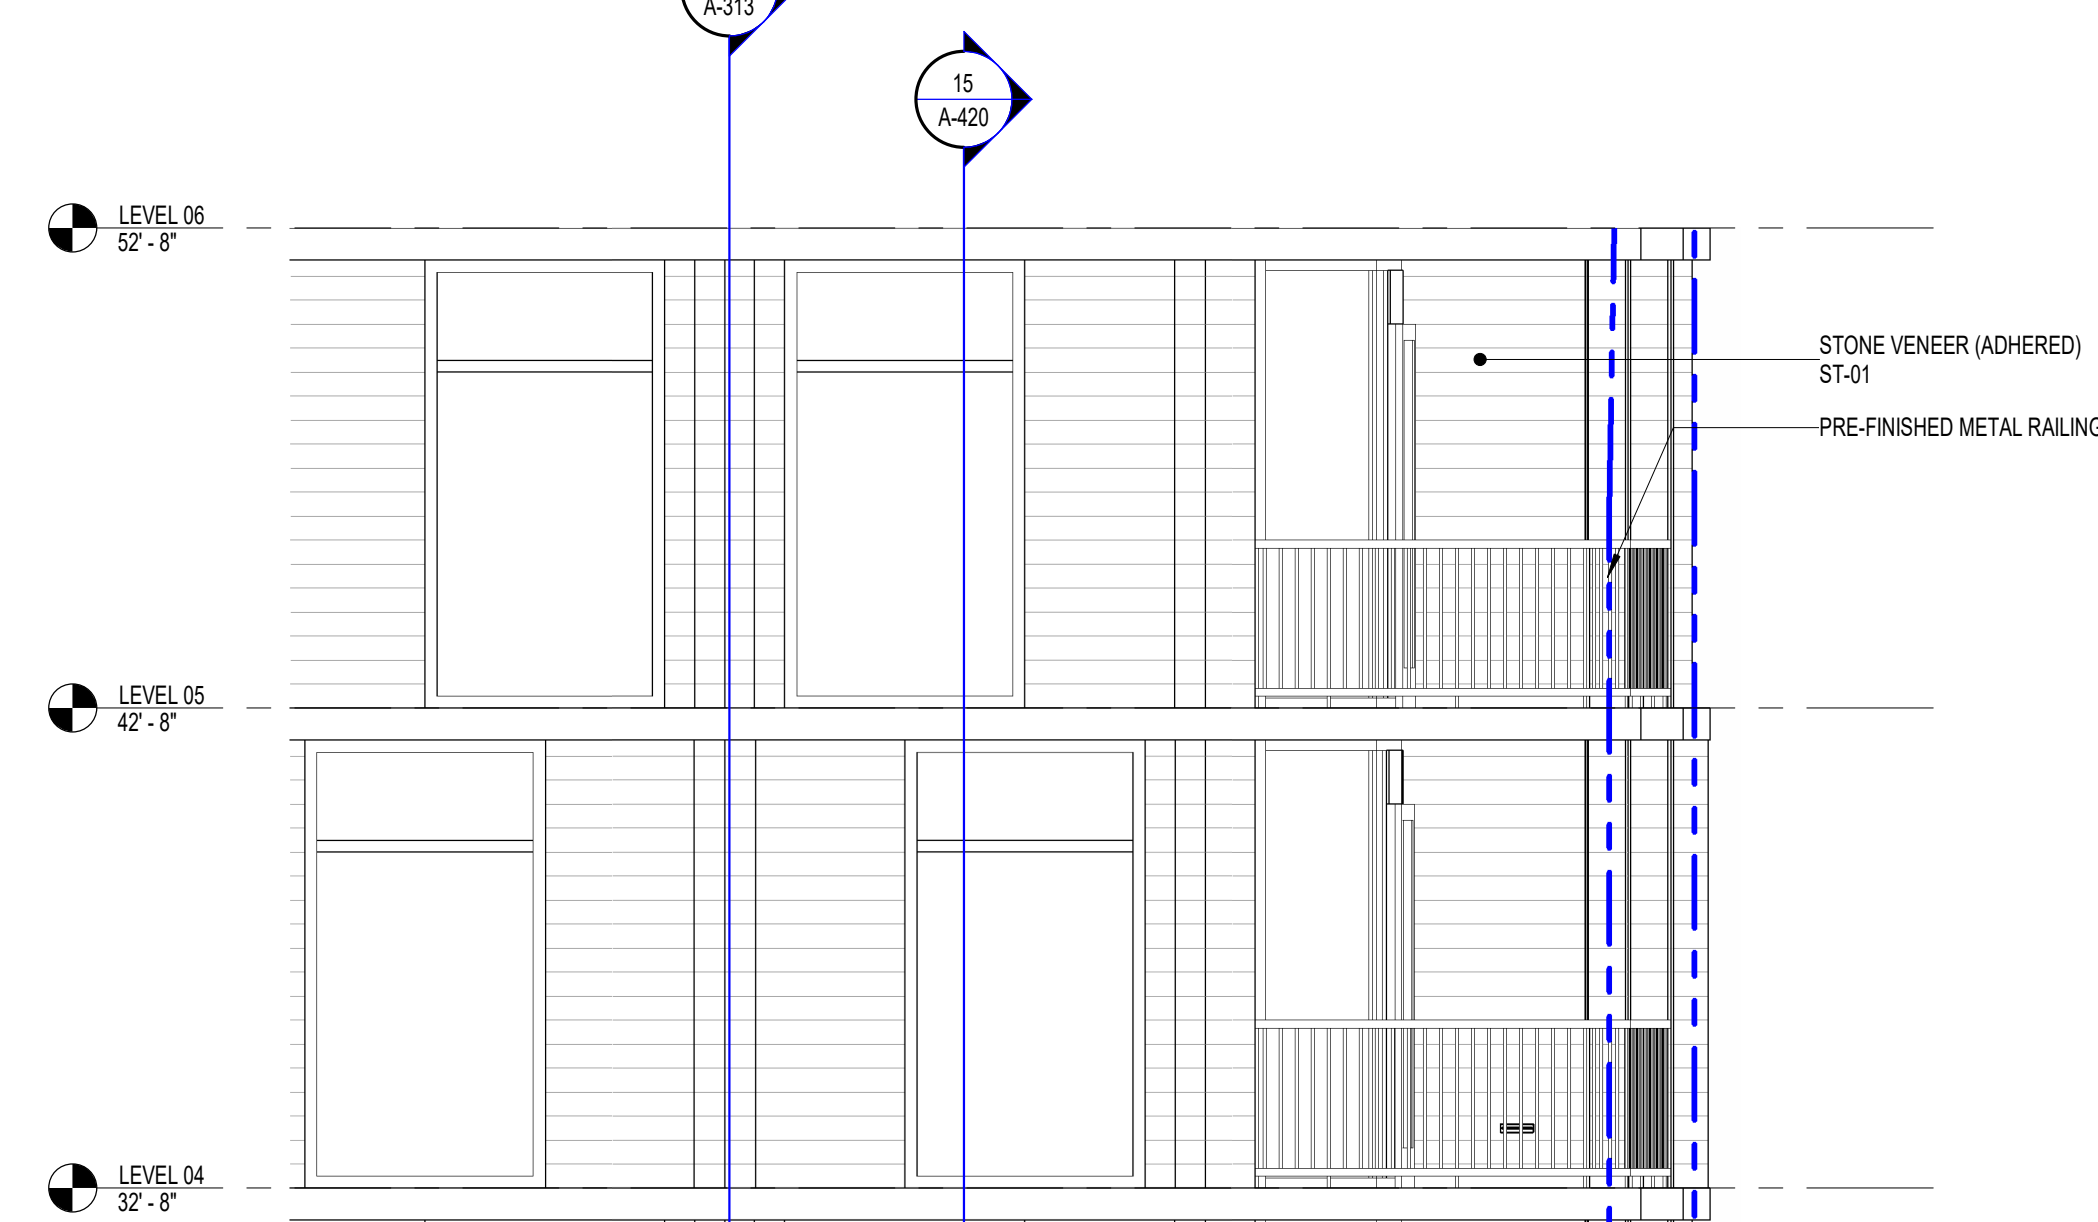 A-313
15
A-420
LEVEL 06
52' - 8"
STONE VENEER (ADHERED)
ST-01
PRE-FINISHED METAL RAILING
LEVEL 05
42' - 8"
LEVEL 04
32' - 8"